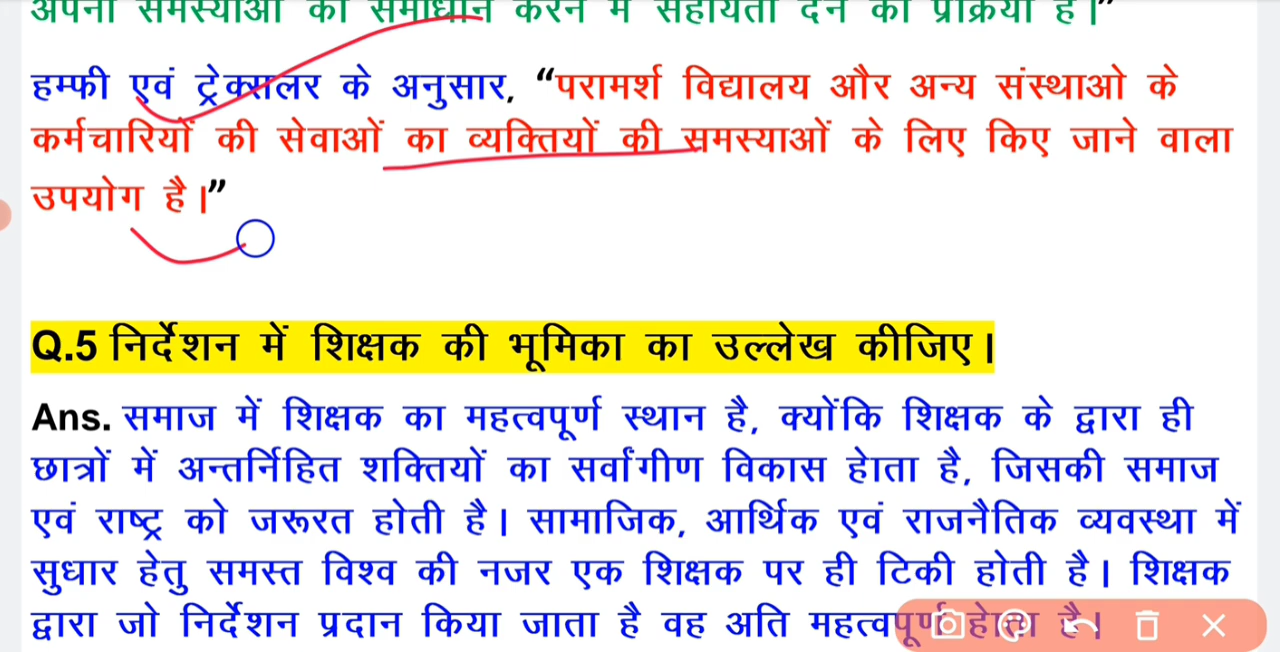 अपनी समस्याओं का समाधान करने में सहायता देने की प्रक्रिया है।”
हम्फी एवं ट्रेक्सलर के अनुसार, “परामर्श विद्यालय और अन्य संस्थाओ के
कर्मचारियों की सेवाओं का व्यक्तियों की समस्याओं के लिए किए जाने वाला
उपयोग है।”
Q.5 निर्देशन में शिक्षक की भूमिका का उल्लेख कीजिए।
Ans. समाज में शिक्षक का महत्वपूर्ण स्थान है, क्योंकि शिक्षक के द्वारा ही
छात्रों में अन्तर्निहित शक्तियों का सर्वांगीण विकास हेाता है, जिसकी समाज
एवं राष्ट्र को जरूरत होती है। सामाजिक, आर्थिक एवं राजनैतिक व्यवस्था में
सुधार हेतु समस्त विश्व की नजर एक शिक्षक पर ही टिकी होती है। शिक्षक
द्वारा जो निर्देशन प्रदान किया जाता है वह अति महत्वपूर्ण हेाता है।